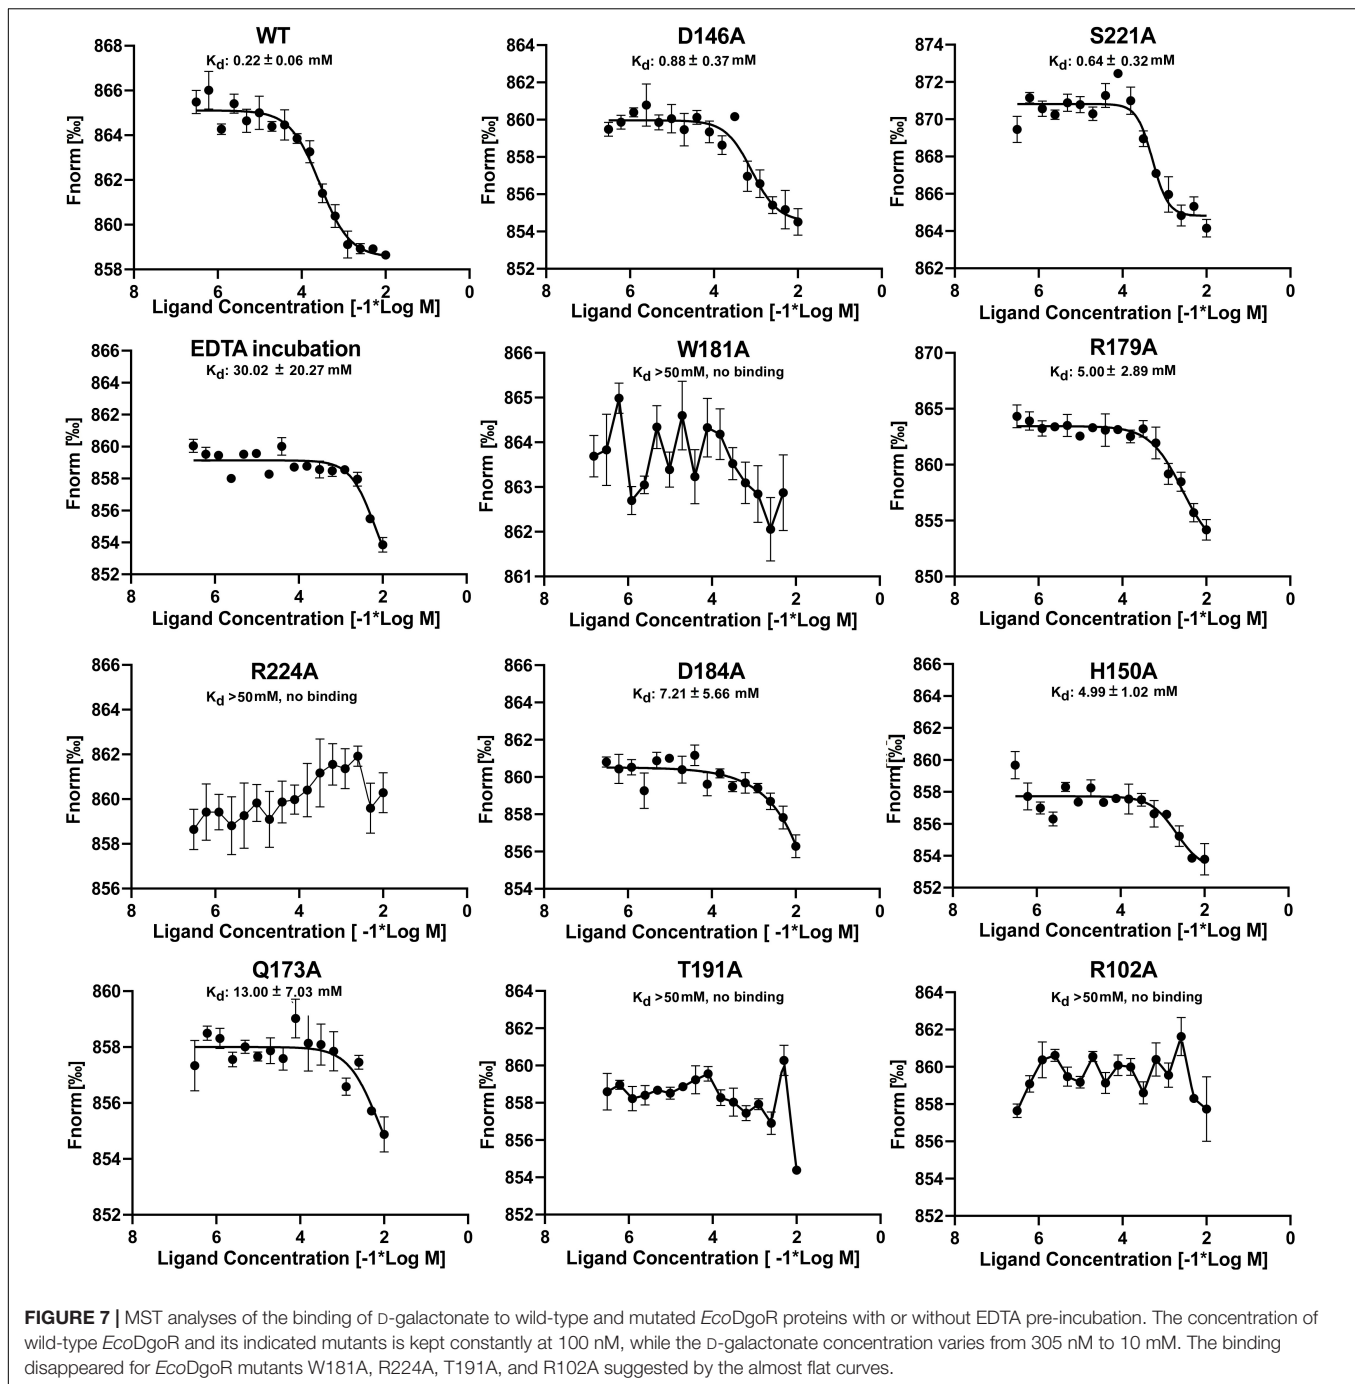 WT
K_d: 0.22 ± 0.06 mM
868
866
864
862
860
858
Fnorm [‰]
8 6 4 2 0
Ligand Concentration [-1*Log M]
D146A
K_d: 0.88 ± 0.37 mM
864
862
860
858
856
854
852
Fnorm [‰]
8 6 4 2 0
Ligand Concentration [-1*Log M]
S221A
K_d: 0.64 ± 0.32 mM
874
872
870
868
866
864
862
Fnorm [‰]
8 6 4 2 0
Ligand Concentration [-1*Log M]
EDTA incubation
K_d: 30.02 ± 20.27 mM
866
864
862
860
858
856
854
852
Fnorm [‰]
8 6 4 2 0
Ligand Concentration [-1*Log M]
W181A
K_d >50mM, no binding
866
865
864
863
862
861
Fnorm [‰]
8 6 4 2 0
Ligand Concentration [-1*Log M]
R179A
K_d: 5.00 ± 2.89 mM
870
865
860
855
850
Fnorm [‰]
8 6 4 2 0
Ligand Concentration [-1*Log M]
R224A
K_d >50mM, no binding
866
864
862
860
858
856
Fnorm [‰]
8 6 4 2 0
Ligand Concentration [ -1*Log M]
D184A
K_d: 7.21 ± 5.66 mM
866
864
862
860
858
856
854
Fnorm [‰]
8 6 4 2 0
Ligand Concentration [ -1*Log M]
H150A
K_d: 4.99 ± 1.02 mM
866
864
862
860
858
856
854
852
Fnorm [‰]
8 6 4 2 0
Ligand Concentration [-1*Log M]
Q173A
K_d: 13.00 ± 7.03 mM
860
858
856
854
852
Fnorm [‰]
8 6 4 2 0
Ligand Concentration [ -1*Log M]
T191A
K_d >50mM, no binding
864
862
860
858
856
854
852
Fnorm [‰]
8 6 4 2 0
Ligand Concentration [ -1*Log M]
R102A
K_d >50mM, no binding
864
862
860
858
856
854
852
Fnorm [‰]
8 6 4 2 0
Ligand Concentration [-1*Log M]
FIGURE 7 | MST analyses of the binding of D-galactonate to wild-type and mutated EcoDgoR proteins with or without EDTA pre-incubation. The concentration of
wild-type EcoDgoR and its indicated mutants is kept constantly at 100 nM, while the D-galactonate concentration varies from 305 nM to 10 mM. The binding
disappeared for EcoDgoR mutants W181A, R224A, T191A, and R102A suggested by the almost flat curves.